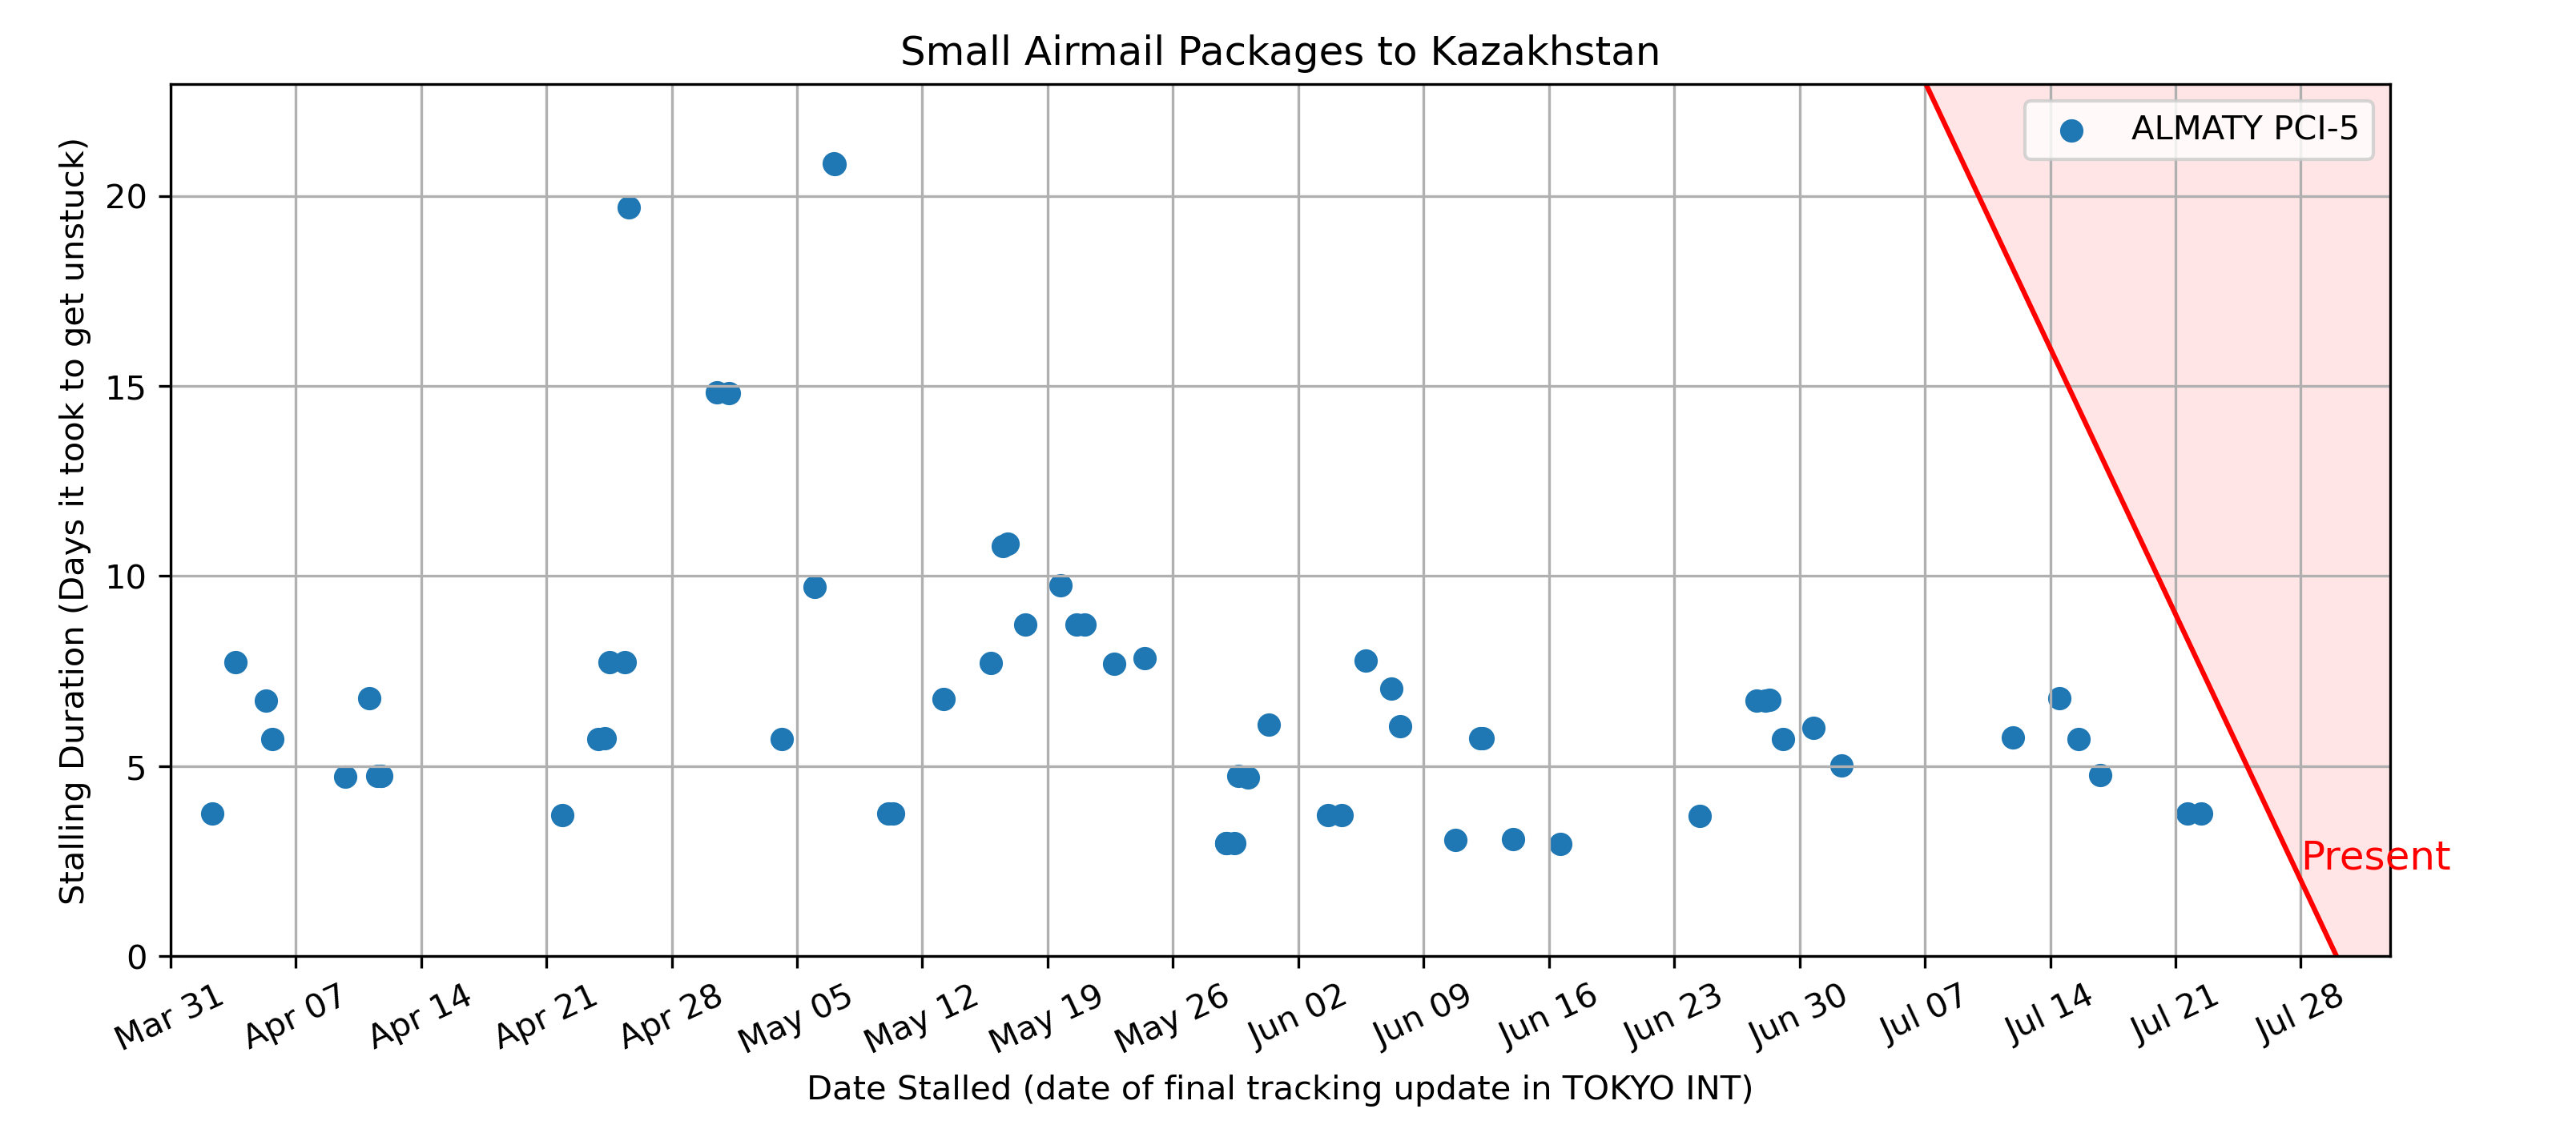 Small Airmail Packages to Kazakhstan
ALMATY PCI-5
Stalling Duration (Days it took to get unstuck)
20
15
10
5
0
Present
Mar 31
Apr 07
Apr 14
Apr 21
Apr 28
May 05
May 12
May 19
May 26
Jun 02
Jun 09
Jun 16
Jun 23
Jun 30
Jul 07
Jul 14
Jul 21
Jul 28
Date Stalled (date of final tracking update in TOKYO INT)